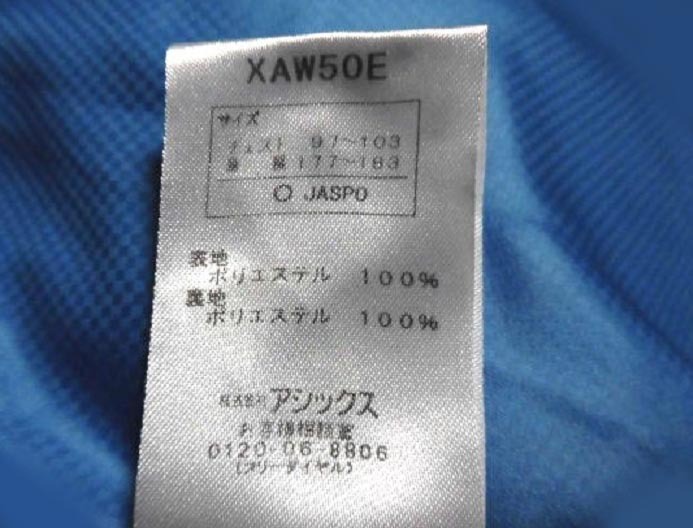 XAW50E
サイズ
チェスト 97~103
身 長 177~183
○ JASPO
表地
ポリエステル 100%
裏地
ポリエステル 100%
株式会社アシックス
お客様相談室
0120-06-8806
(フリーダイヤル)